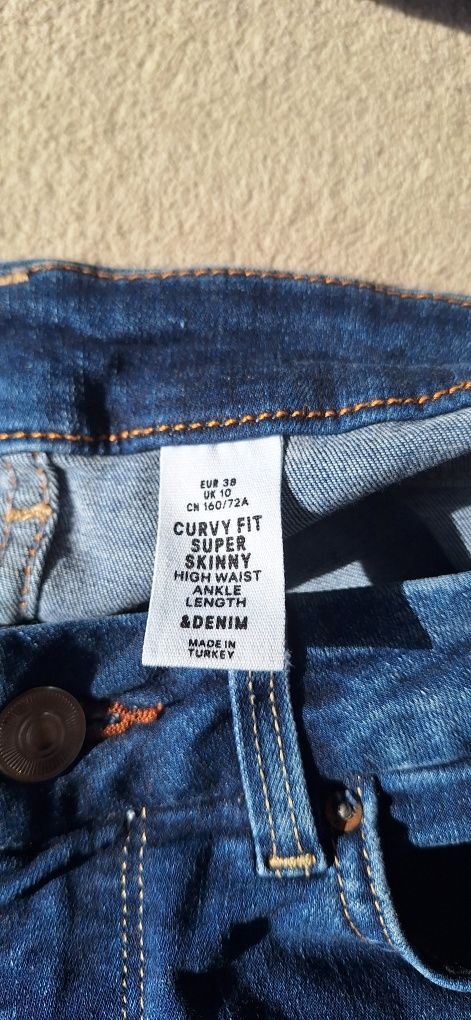 EUR 38
UK 10
CN 160/72A
CURVY FIT
SUPER
SKINNY
HIGH WAIST
ANKLE
LENGTH
&DENIM
MADE IN
TURKEY